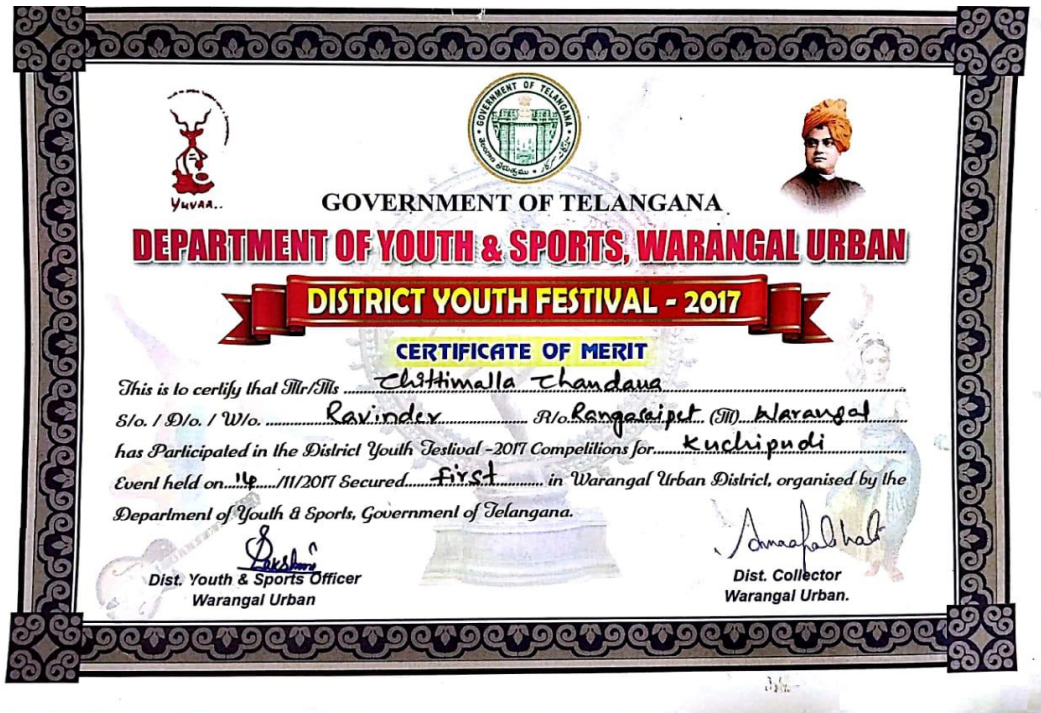 GOVERNMENT OF TELANGANA
Yuvaa..
GOVERNMENT OF TELANGANA
DEPARTMENT OF YOUTH & SPORTS, WARANGAL URBAN
DISTRICT YOUTH FESTIVAL - 2017
CERTIFICATE OF MERIT
This is to certify that Mr/Ms Chittimalla Chandana
S/o. / D/o. / W/o. Ravinder R/o Rangasaipet (M) Warangal
has Participated in the District Youth Festival -2017 Competitions for Kuchipudi
Event held on 14 /11/2017 Secured First in Warangal Urban District, organised by the
Department of Youth & Sports, Government of Telangana.
Dist. Youth & Sports Officer
Warangal Urban
Dist. Collector
Warangal Urban.